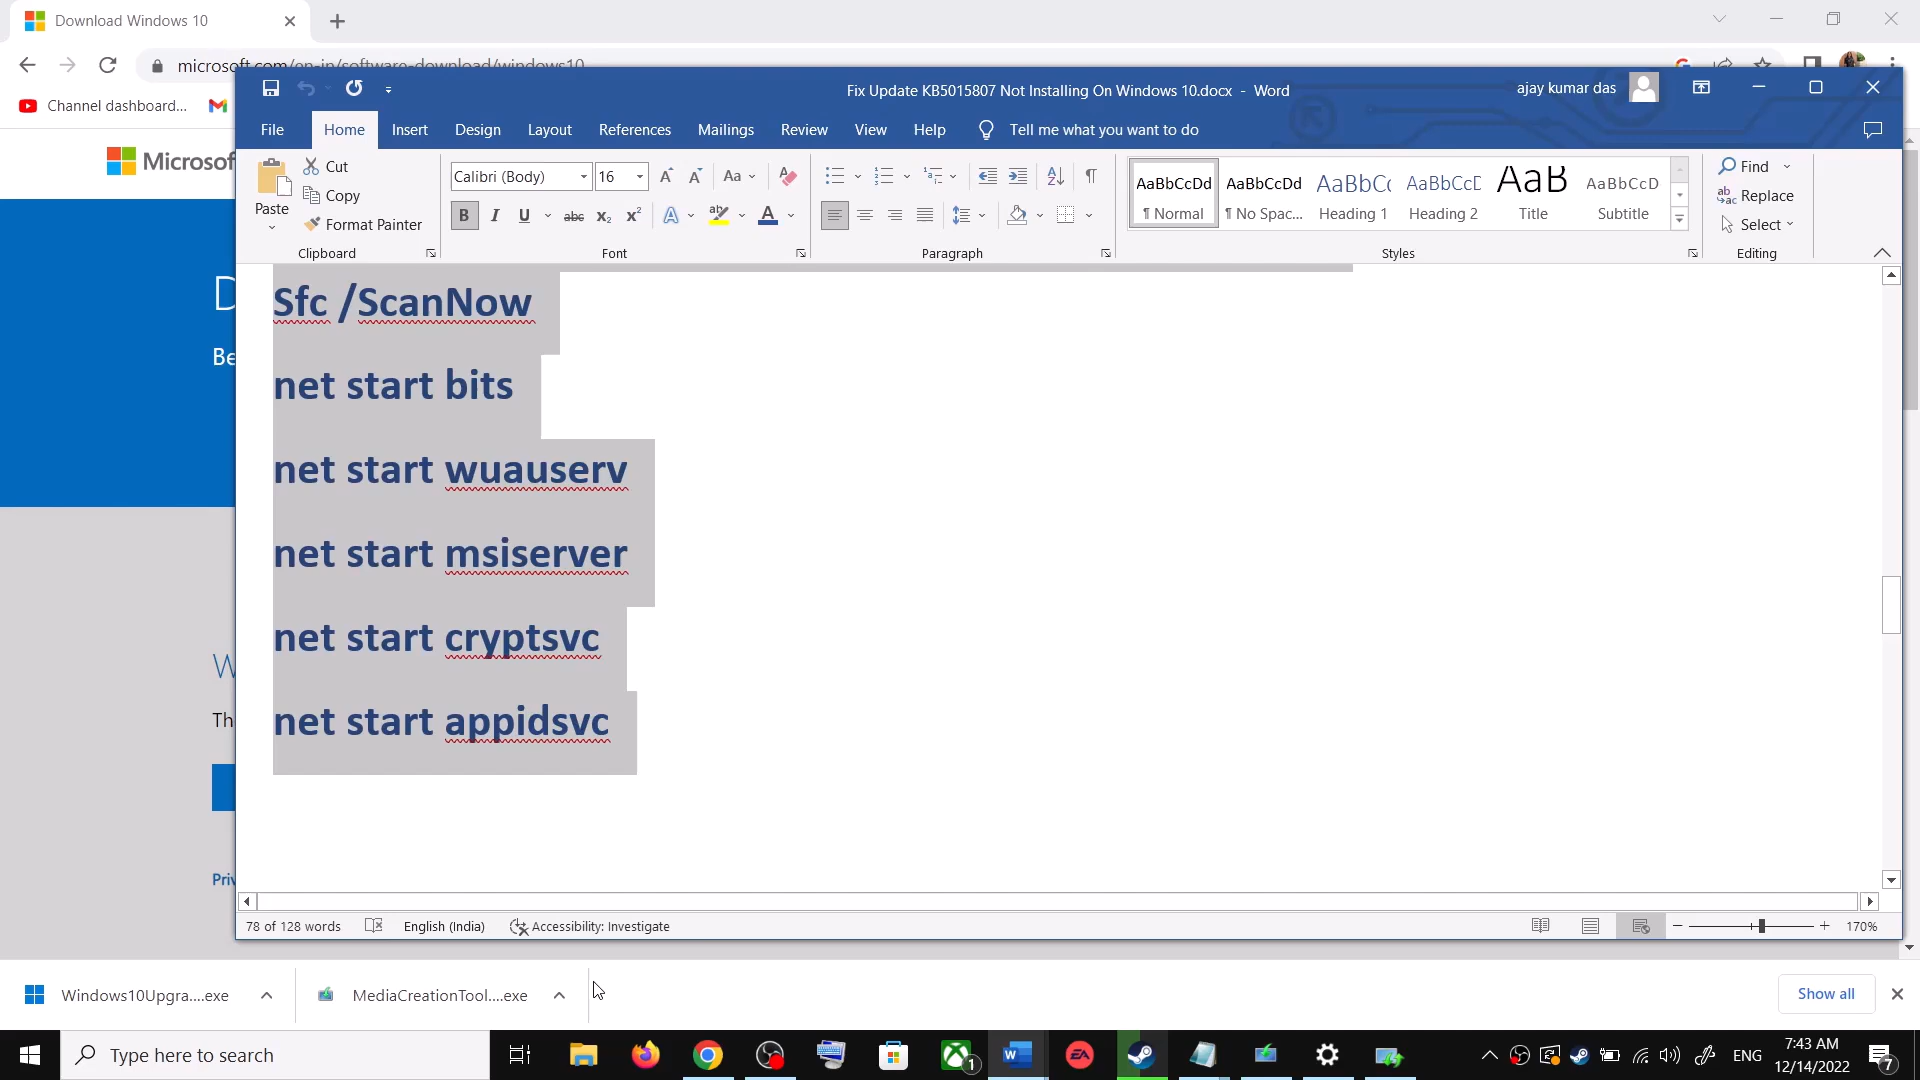 Download Windows 10
microsoft.com/en-in/software-download/windows10
Channel dashboard...
Microsof
D
Be
W
Th
Priv
Fix Update KB5015807 Not Installing On Windows 10.docx - Word
ajay kumar das
File Home Insert Design Layout References Mailings Review View Help Tell me what you want to do
Paste
Cut
Copy
Format Painter
Clipboard
Calibri (Body) 16
Font
Paragraph
AaBbCcDd AaBbCcDd AaBbCc AaBbCcD AaB AaBbCcD
¶ Normal ¶ No Spac... Heading 1 Heading 2 Title Subtitle
Styles
Find
Replace
Select
Editing
Sfc /ScanNow
net start bits
net start wuauserv
net start msiserver
net start cryptsvc
net start appidsvc
78 of 128 words English (India) Accessibility: Investigate 170%
Windows10Upgra....exe MediaCreationTool....exe Show all
Type here to search
1
ENG
7:43 AM
12/14/2022
7